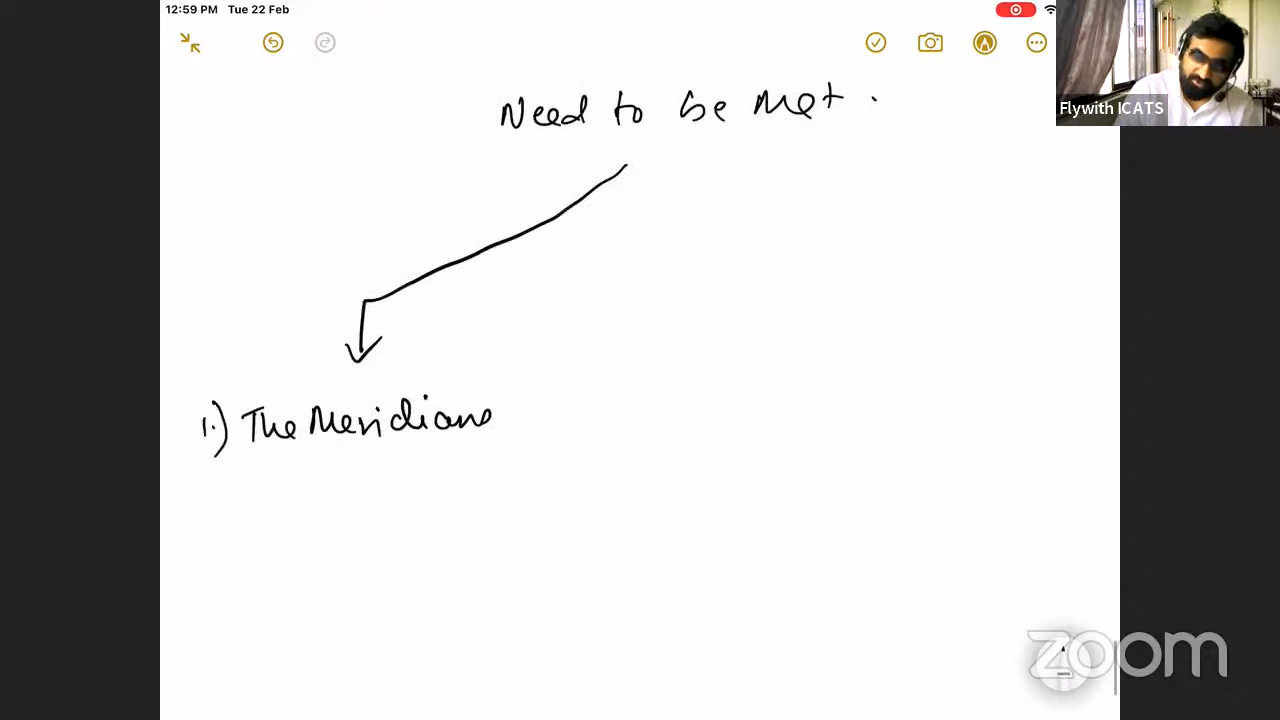 12:59 PM Tue 22 Feb
Need to be Met .
Flywith ICATS
1.) The Meridians
zoom